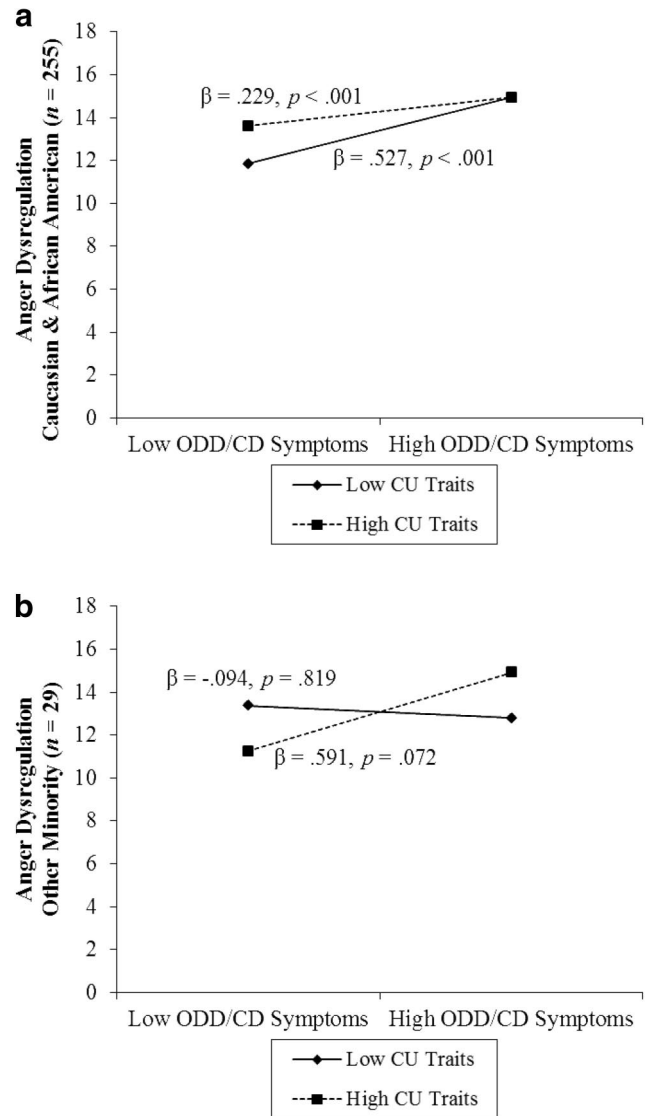 a
Anger Dysregulation
Caucasian & African American (n = 255)
18
16
14
12
10
8
6
4
2
0
β = .229, p < .001
β = .527, p < .001
Low ODD/CD Symptoms High ODD/CD Symptoms
Low CU Traits
High CU Traits
b
Anger Dysregulation
Other Minority (n = 29)
18
16
14
12
10
8
6
4
2
0
β = -.094, p = .819
β = .591, p = .072
Low ODD/CD Symptoms High ODD/CD Symptoms
Low CU Traits
High CU Traits